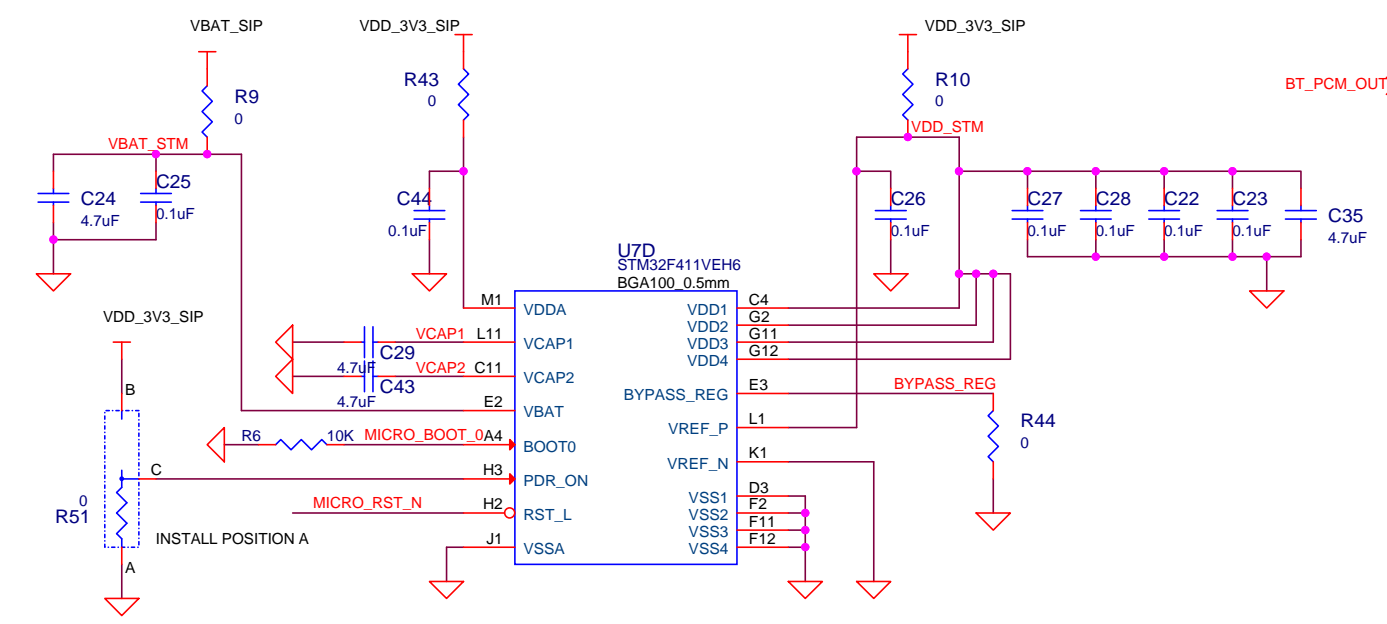 VBAT_SIP
VDD_3V3_SIP
VDD_3V3_SIP
R9
0
R43
0
R10
0
BT_PCM_OUT
VBAT_STM
VDD_STM
C24
4.7uF
C25
0.1uF
C44
0.1uF
C26
0.1uF
C27
0.1uF
C28
0.1uF
C22
0.1uF
C23
0.1uF
C35
4.7uF
U7D
STM32F411VEH6
BGA100_0.5mm
VDD_3V3_SIP
M1 VDDA
VCAP1 L11 VCAP1
C29
4.7uF
VCAP2 C11 VCAP2
C43
4.7uF
E2 VBAT
R6 10K MICRO_BOOT_0 A4 BOOT0
H3 PDR_ON
MICRO_RST_N H2 RST_L
J1 VSSA
VDD1 C4
VDD2 G2
VDD3 G11
VDD4 G12
BYPASS_REG E3 BYPASS_REG
R44
0
VREF_P L1
VREF_N K1
VSS1 D3
VSS2 F2
VSS3 F11
VSS4 F12
B
C
0
R51
INSTALL POSITION A
A